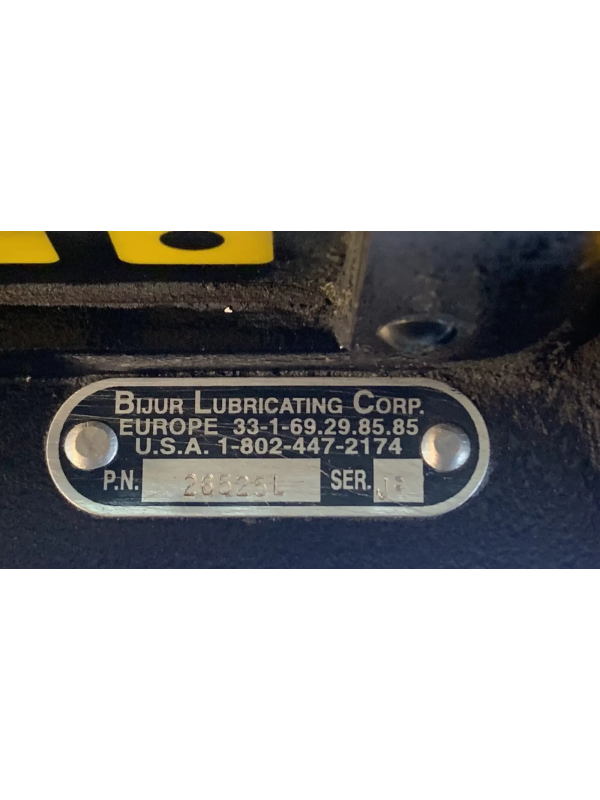 BIJUR LUBRICATING CORP.
EUROPE 33-1-69.29.85.85
U.S.A. 1-802-447-2174
P.N. SER.